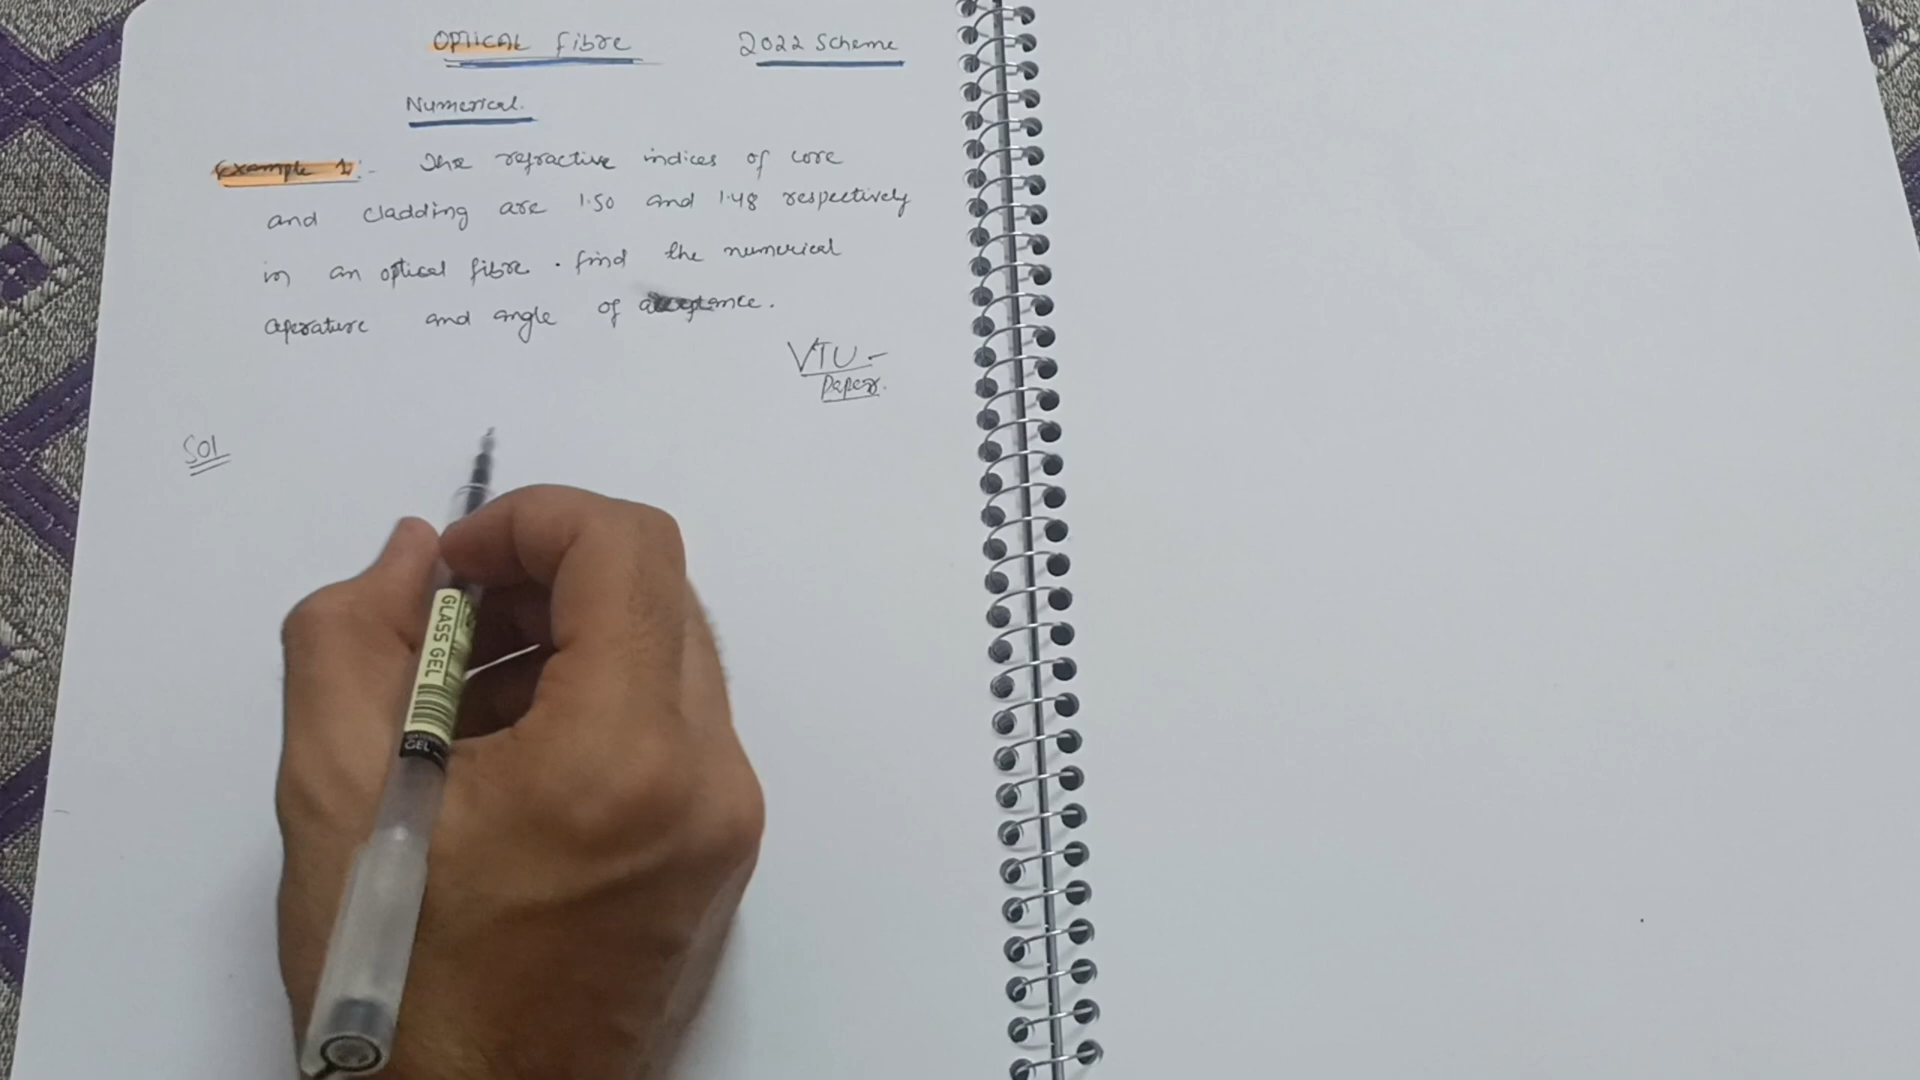 OPTICAL fibre 2022 Scheme
Numerical.
Example 1:-  The refractive indices of core
and cladding are 1.50 and 1.48 respectively
in an optical fibre . find the numerical
aperature and angle of acceptance.
VTU -
Paper.
Sol
GLASS GEL
GEL